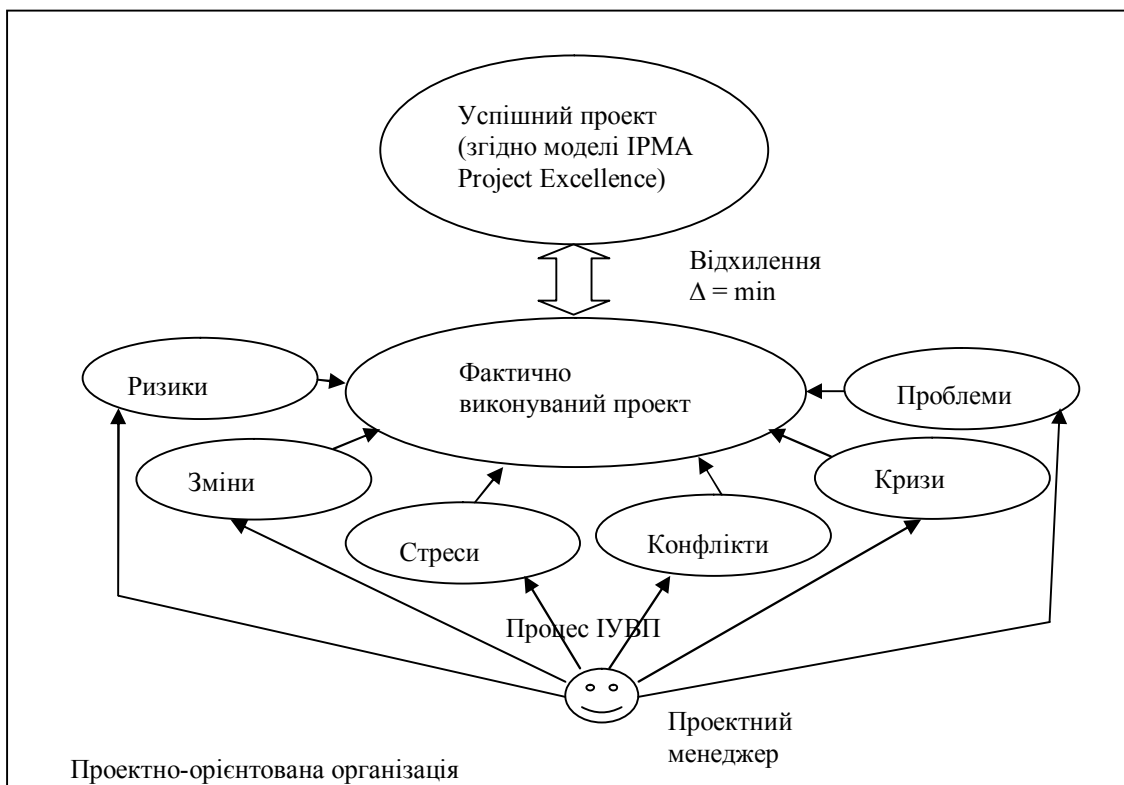 Успішний проект
(згідно моделі IPMA
Project Excellence)
Відхилення
Δ = min
Ризики
Фактично
виконуваний проект
Проблеми
Зміни
Кризи
Стреси
Конфлікти
Процес ІУВП
Проектний
менеджер
Проектно-орієнтована організація